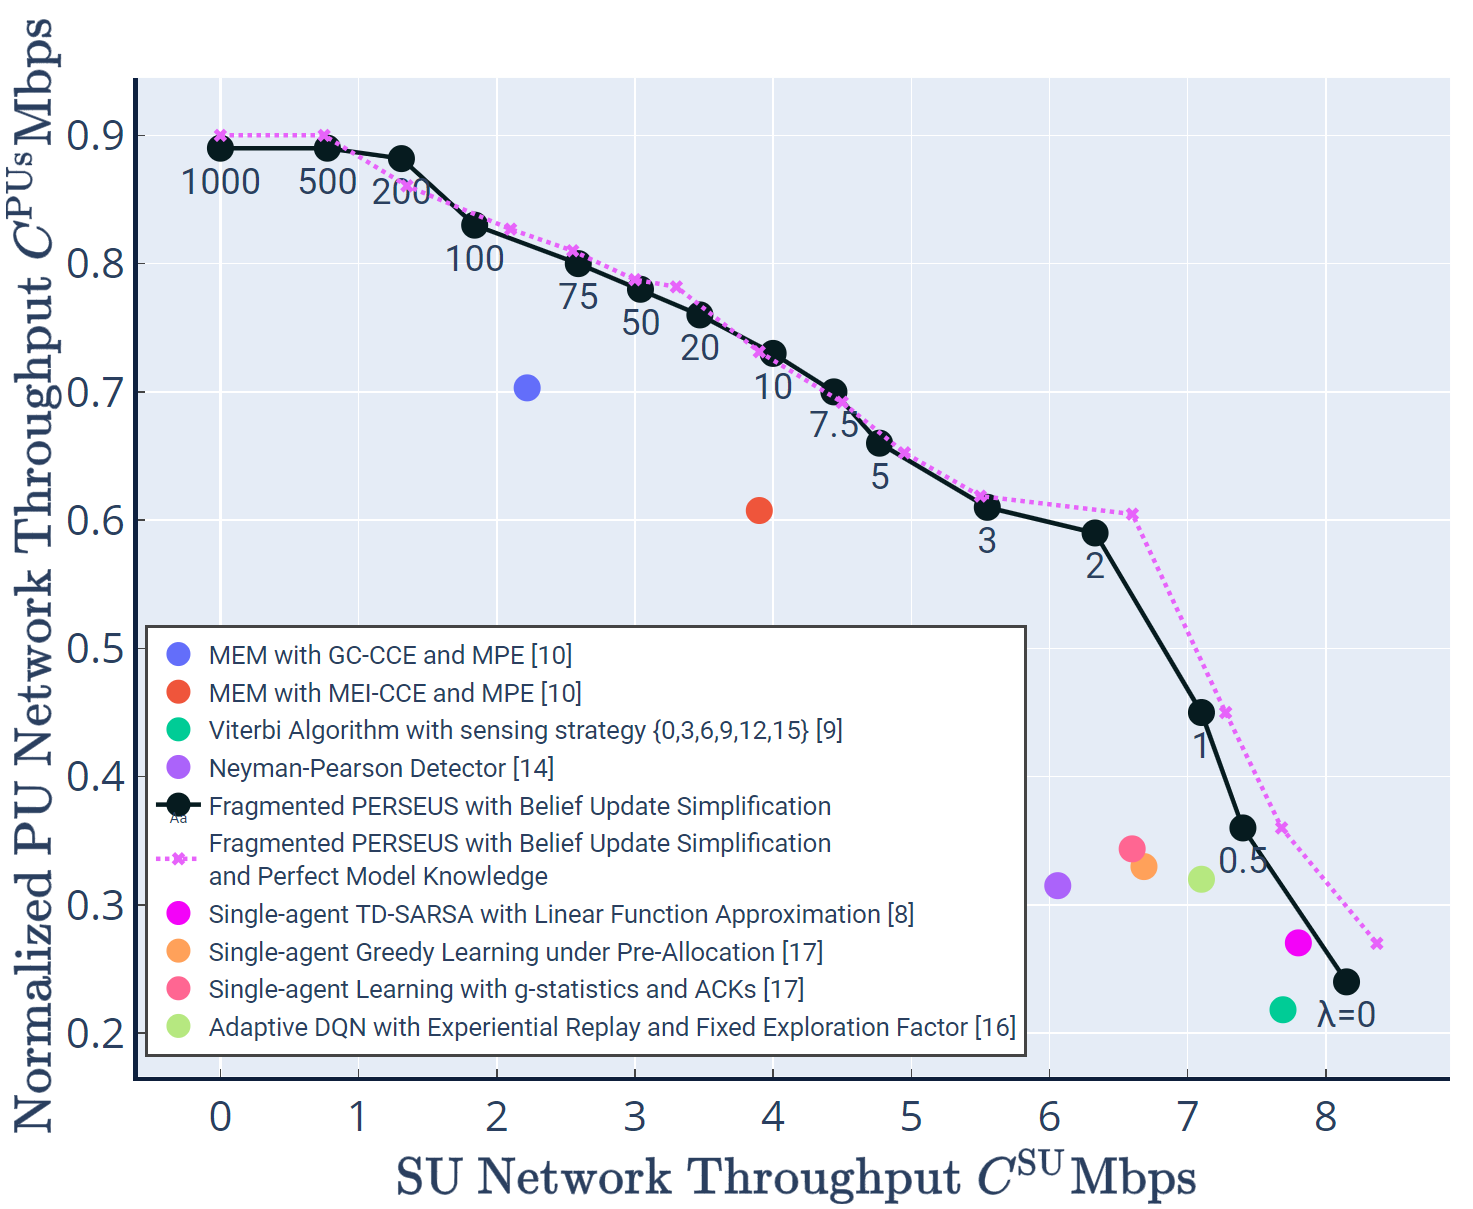 Normalized PU Network Throughput C^PUs Mbps
0.9
0.8
0.7
0.6
0.5
0.4
0.3
0.2
1000
500
200
100
75
50
20
10
7.5
5
3
2
1
0.5
λ=0
MEM with GC-CCE and MPE [10]
MEM with MEI-CCE and MPE [10]
Viterbi Algorithm with sensing strategy {0,3,6,9,12,15} [9]
Neyman-Pearson Detector [14]
Aa
Fragmented PERSEUS with Belief Update Simplification
Fragmented PERSEUS with Belief Update Simplification
and Perfect Model Knowledge
Single-agent TD-SARSA with Linear Function Approximation [8]
Single-agent Greedy Learning under Pre-Allocation [17]
Single-agent Learning with g-statistics and ACKs [17]
Adaptive DQN with Experiential Replay and Fixed Exploration Factor [16]
0 1 2 3 4 5 6 7 8
SU Network Throughput C^SU Mbps